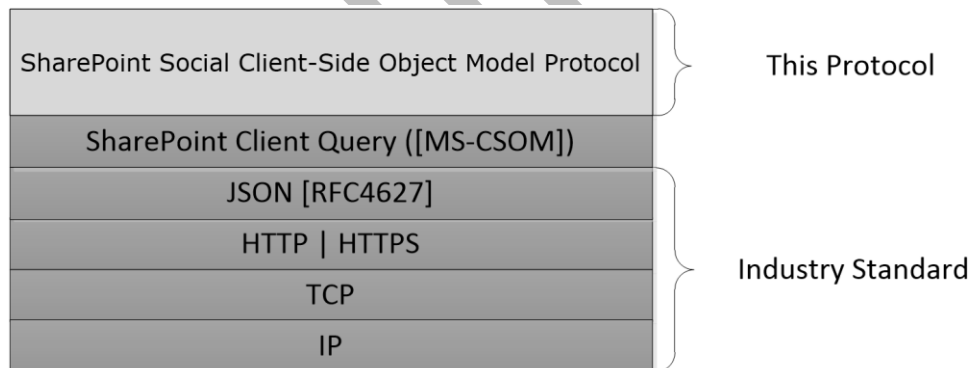 SharePoint Social Client-Side Object Model Protocol
This Protocol
SharePoint Client Query ([MS-CSOM])
JSON [RFC4627]
HTTP | HTTPS
Industry Standard
TCP
IP